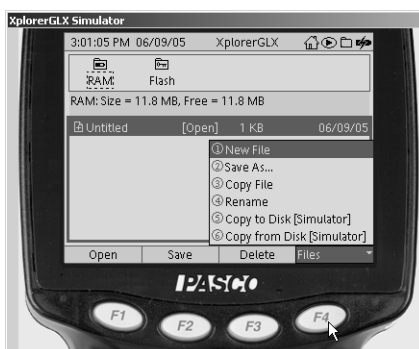 XplorerGLX Simulator
3:01:05 PM 06/09/05 XplorerGLX
RAM Flash
RAM: Size = 11.8 MB, Free = 11.8 MB
Untitled [Open] 1 KB 06/09/05
① New File
② Save As...
③ Copy File
④ Rename
⑤ Copy to Disk [Simulator]
⑥ Copy from Disk [Simulator]
Open Save Delete Files
PASCO
F1 F2 F3 F4